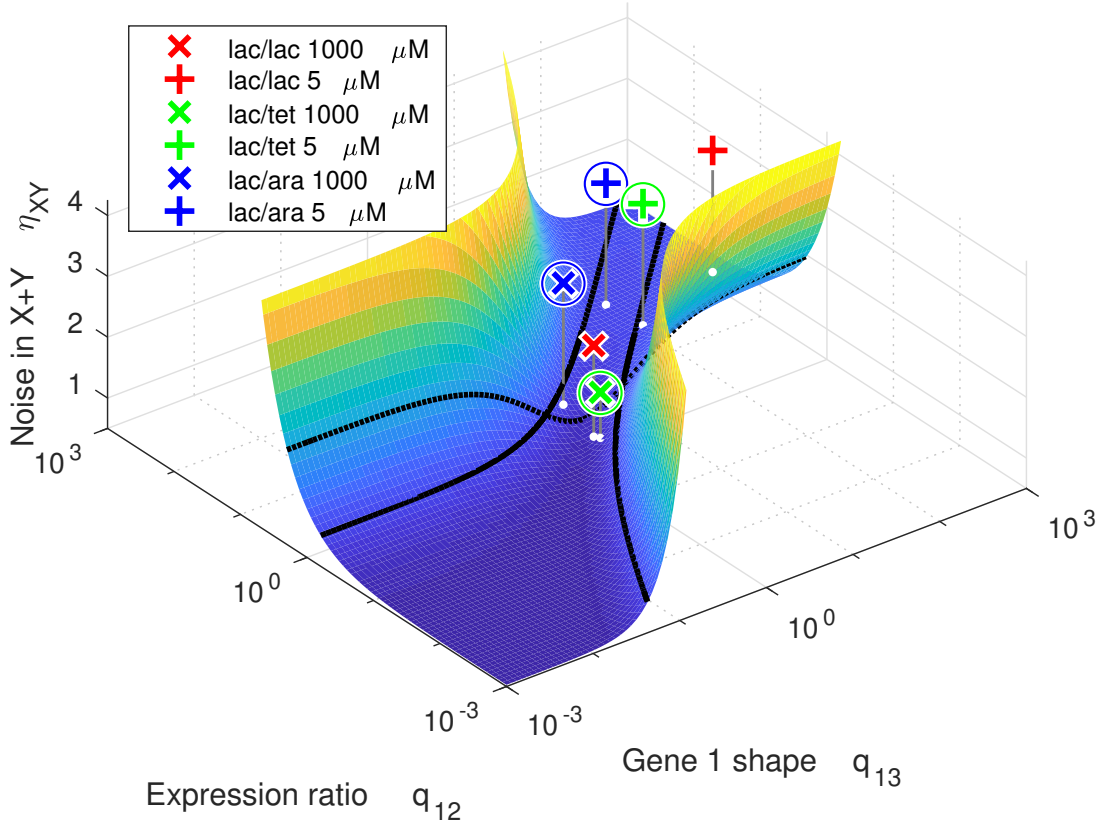 lac/lac 1000 μM
lac/lac 5 μM
lac/tet 1000 μM
lac/tet 5 μM
lac/ara 1000 μM
lac/ara 5 μM
Noise in X+Y η_XY
4
3
2
1
10^3
10^0
10^-3
Expression ratio q_12
10^-3
10^0
10^3
Gene 1 shape q_13